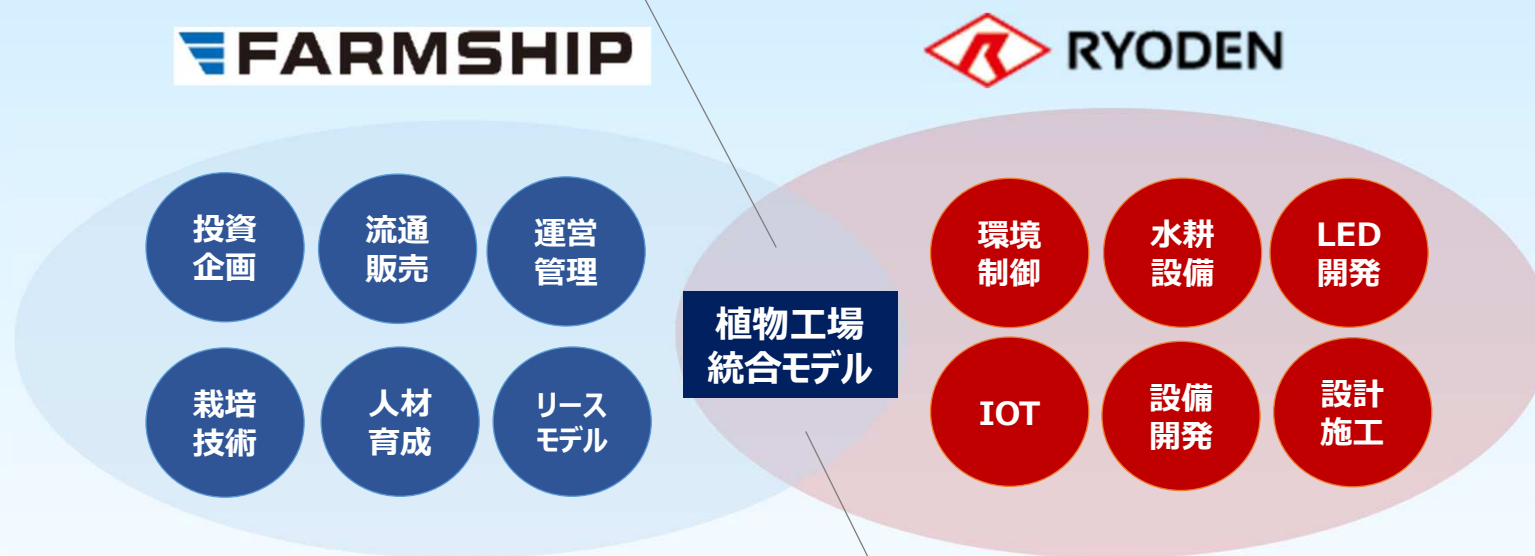 FARMSHIP
RYODEN
投資
企画
流通
販売
運営
管理
栽培
技術
人材
育成
リース
モデル
植物工場
統合モデル
環境
制御
水耕
設備
LED
開発
IOT
設備
開発
設計
施工